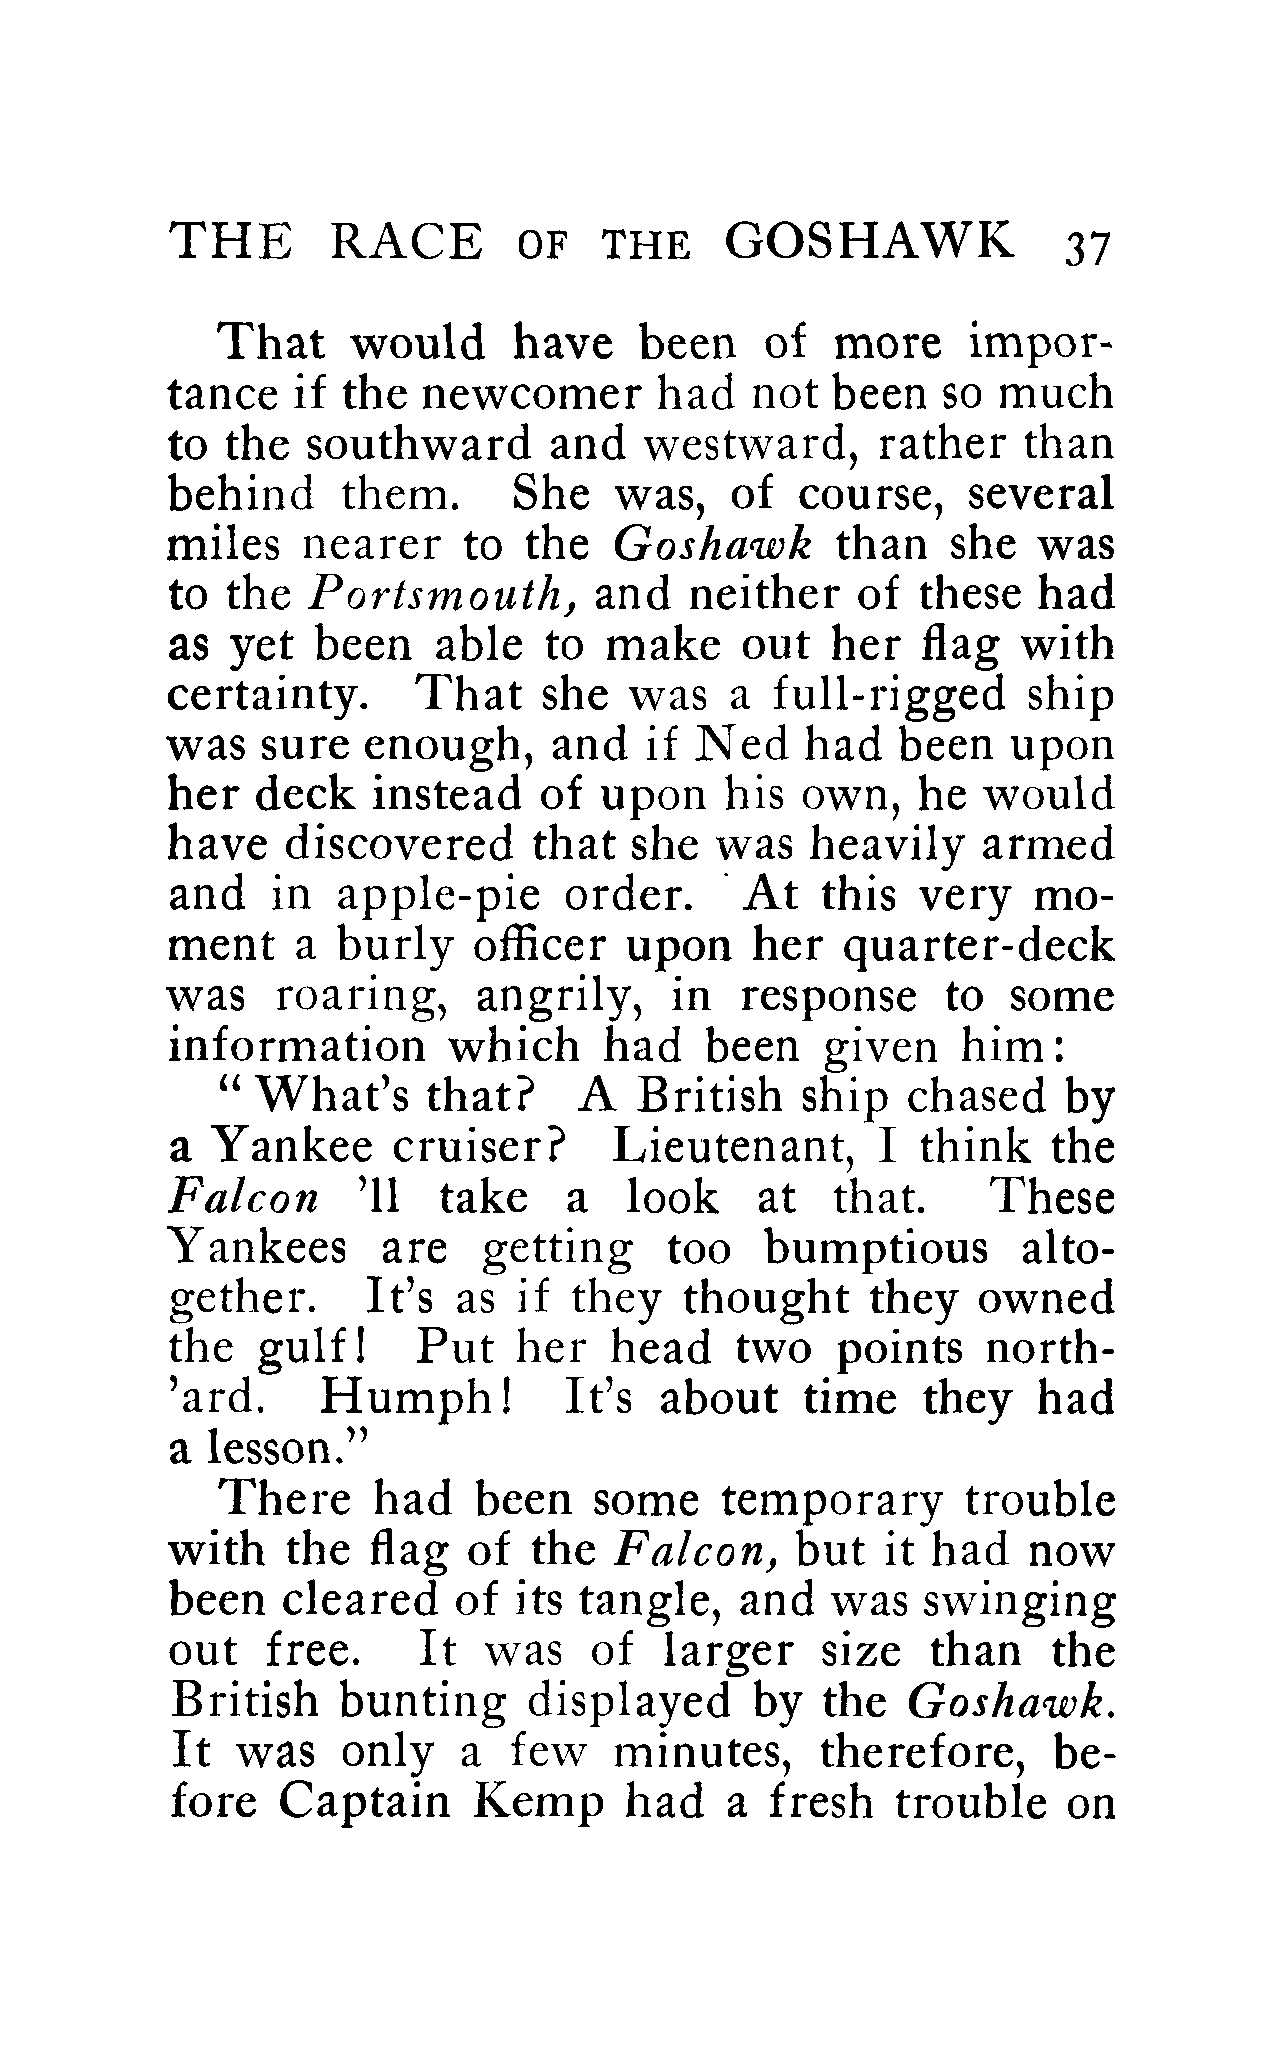 THE RACE OF THE GOSHAWK 37
That would have been of more impor-
tance if the newcomer had not been so much
to the southward and westward, rather than
behind them. She was, of course, several
miles nearer to the Goshawk than she was
to the Portsmouth, and neither of these had
as yet been able to make out her flag with
certainty. That she was a full-rigged ship
was sure enough, and if Ned had been upon
her deck instead of upon his own, he would
have discovered that she was heavily armed
and in apple-pie order. At this very mo-
ment a burly officer upon her quarter-deck
was roaring, angrily, in response to some
information which had been given him:
“What's that? A British ship chased by
a Yankee cruiser? Lieutenant, I think the
Falcon 'll take a look at that. These
Yankees are getting too bumptious alto-
gether. It's as if they thought they owned
the gulf! Put her head two points north-
'ard. Humph! It's about time they had
a lesson.”
There had been some temporary trouble
with the flag of the Falcon, but it had now
been cleared of its tangle, and was swinging
out free. It was of larger size than the
British bunting displayed by the Goshawk.
It was only a few minutes, therefore, be-
fore Captain Kemp had a fresh trouble on